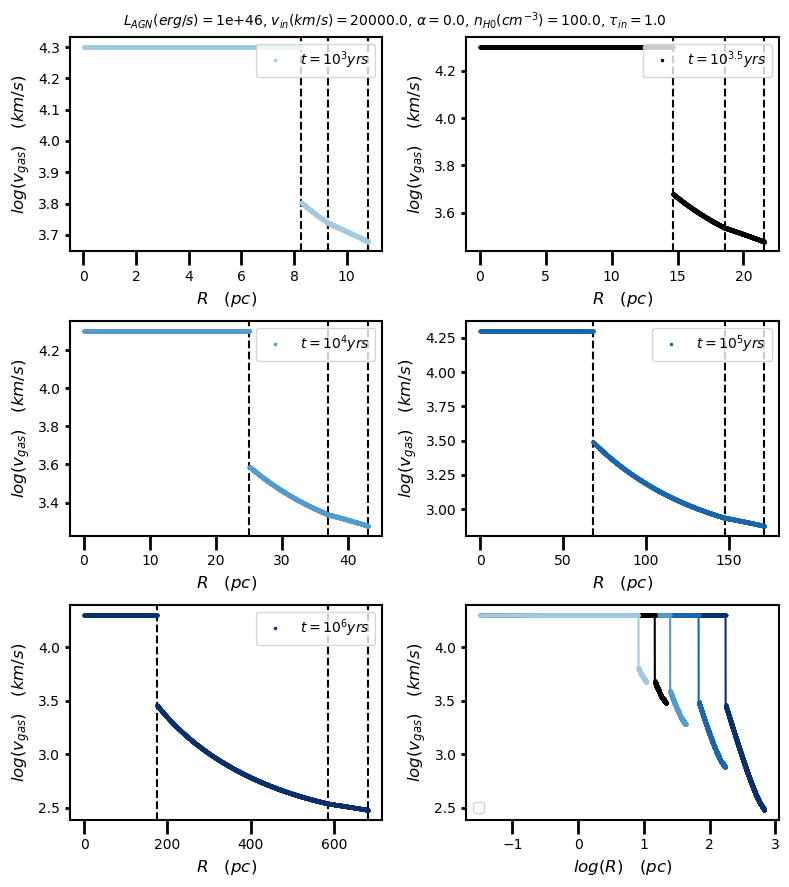 L_AGN(erg/s) = 1e+46, v_in(km/s) = 20000.0, α = 0.0, n_H0(cm^−3) = 100.0, τ_in = 1.0
4.3
4.2
4.1
4.0
3.9
3.8
3.7
log(v_gas) (km/s)
t = 10^3 yrs
0 2 4 6 8 10
R (pc)
4.2
4.0
3.8
3.6
log(v_gas) (km/s)
t = 10^3.5 yrs
0 5 10 15 20
R (pc)
4.2
4.0
3.8
3.6
3.4
log(v_gas) (km/s)
t = 10^4 yrs
0 10 20 30 40
R (pc)
4.25
4.00
3.75
3.50
3.25
3.00
log(v_gas) (km/s)
t = 10^5 yrs
0 50 100 150
R (pc)
4.0
3.5
3.0
2.5
log(v_gas) (km/s)
t = 10^6 yrs
0 200 400 600
R (pc)
4.0
3.5
3.0
2.5
log(v_gas) (km/s)
−1 0 1 2 3
log(R) (pc)